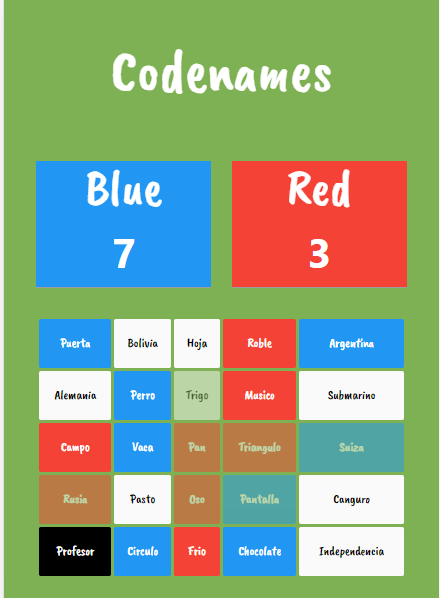 Codenames
Blue Red
7 3
Puerta Bolivia Hoja Roble Argentina
Alemania Perro Trigo Musico Submarino
Campo Vaca Pan Triangulo Suiza
Rusia Pasto Oso Pantalla Canguro
Profesor Circulo Frio Chocolate Independencia